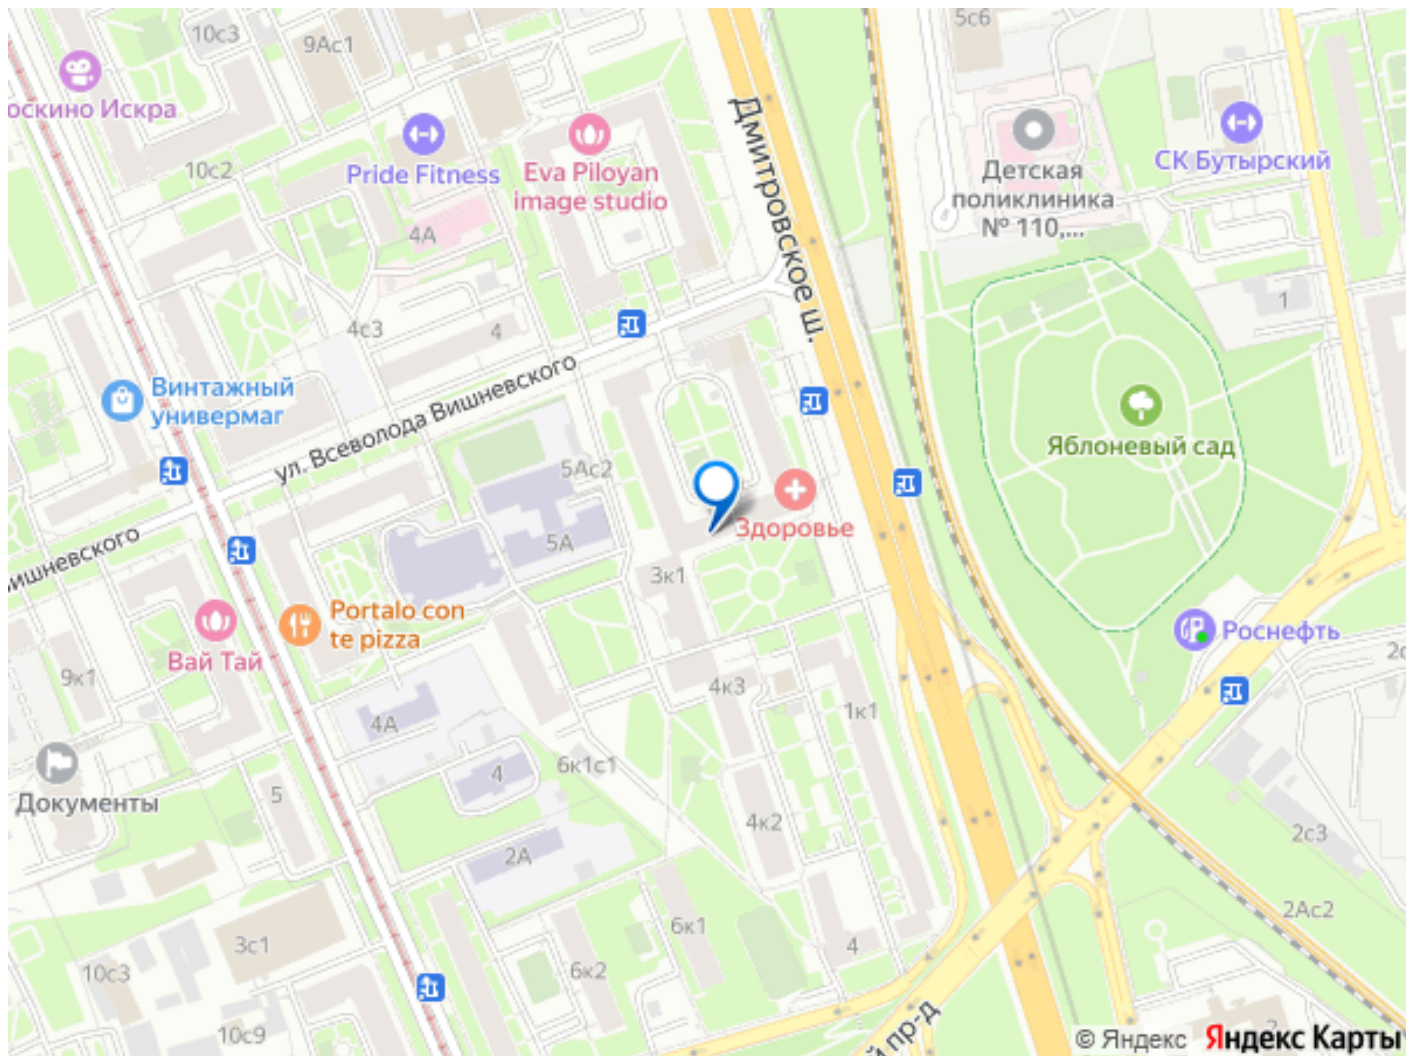 5с6
10с3
9Ас1
оскино Искра
Pride Fitness
Eva Piloyan
image studio
10с2
4А
Дмитровское ш.
Детская
поликлиника
№ 110,...
СК Бутырский
1
4с3
4
Винтажный
универмаг
ул. Всеволода Вишневского
Яблоневый сад
5Ас2
5А
Здоровье
ишневского
3к1
Portalo con
te pizza
Вай Тай
Роснефть
9к1
4к3
1к1
4А
6к1с1
4
Документы
5
4к2
2с3
2А
2Ас2
6к1
3с1
4
10с3
6к2
10с9
й пр-д
© Яндекс Яндекс Карты